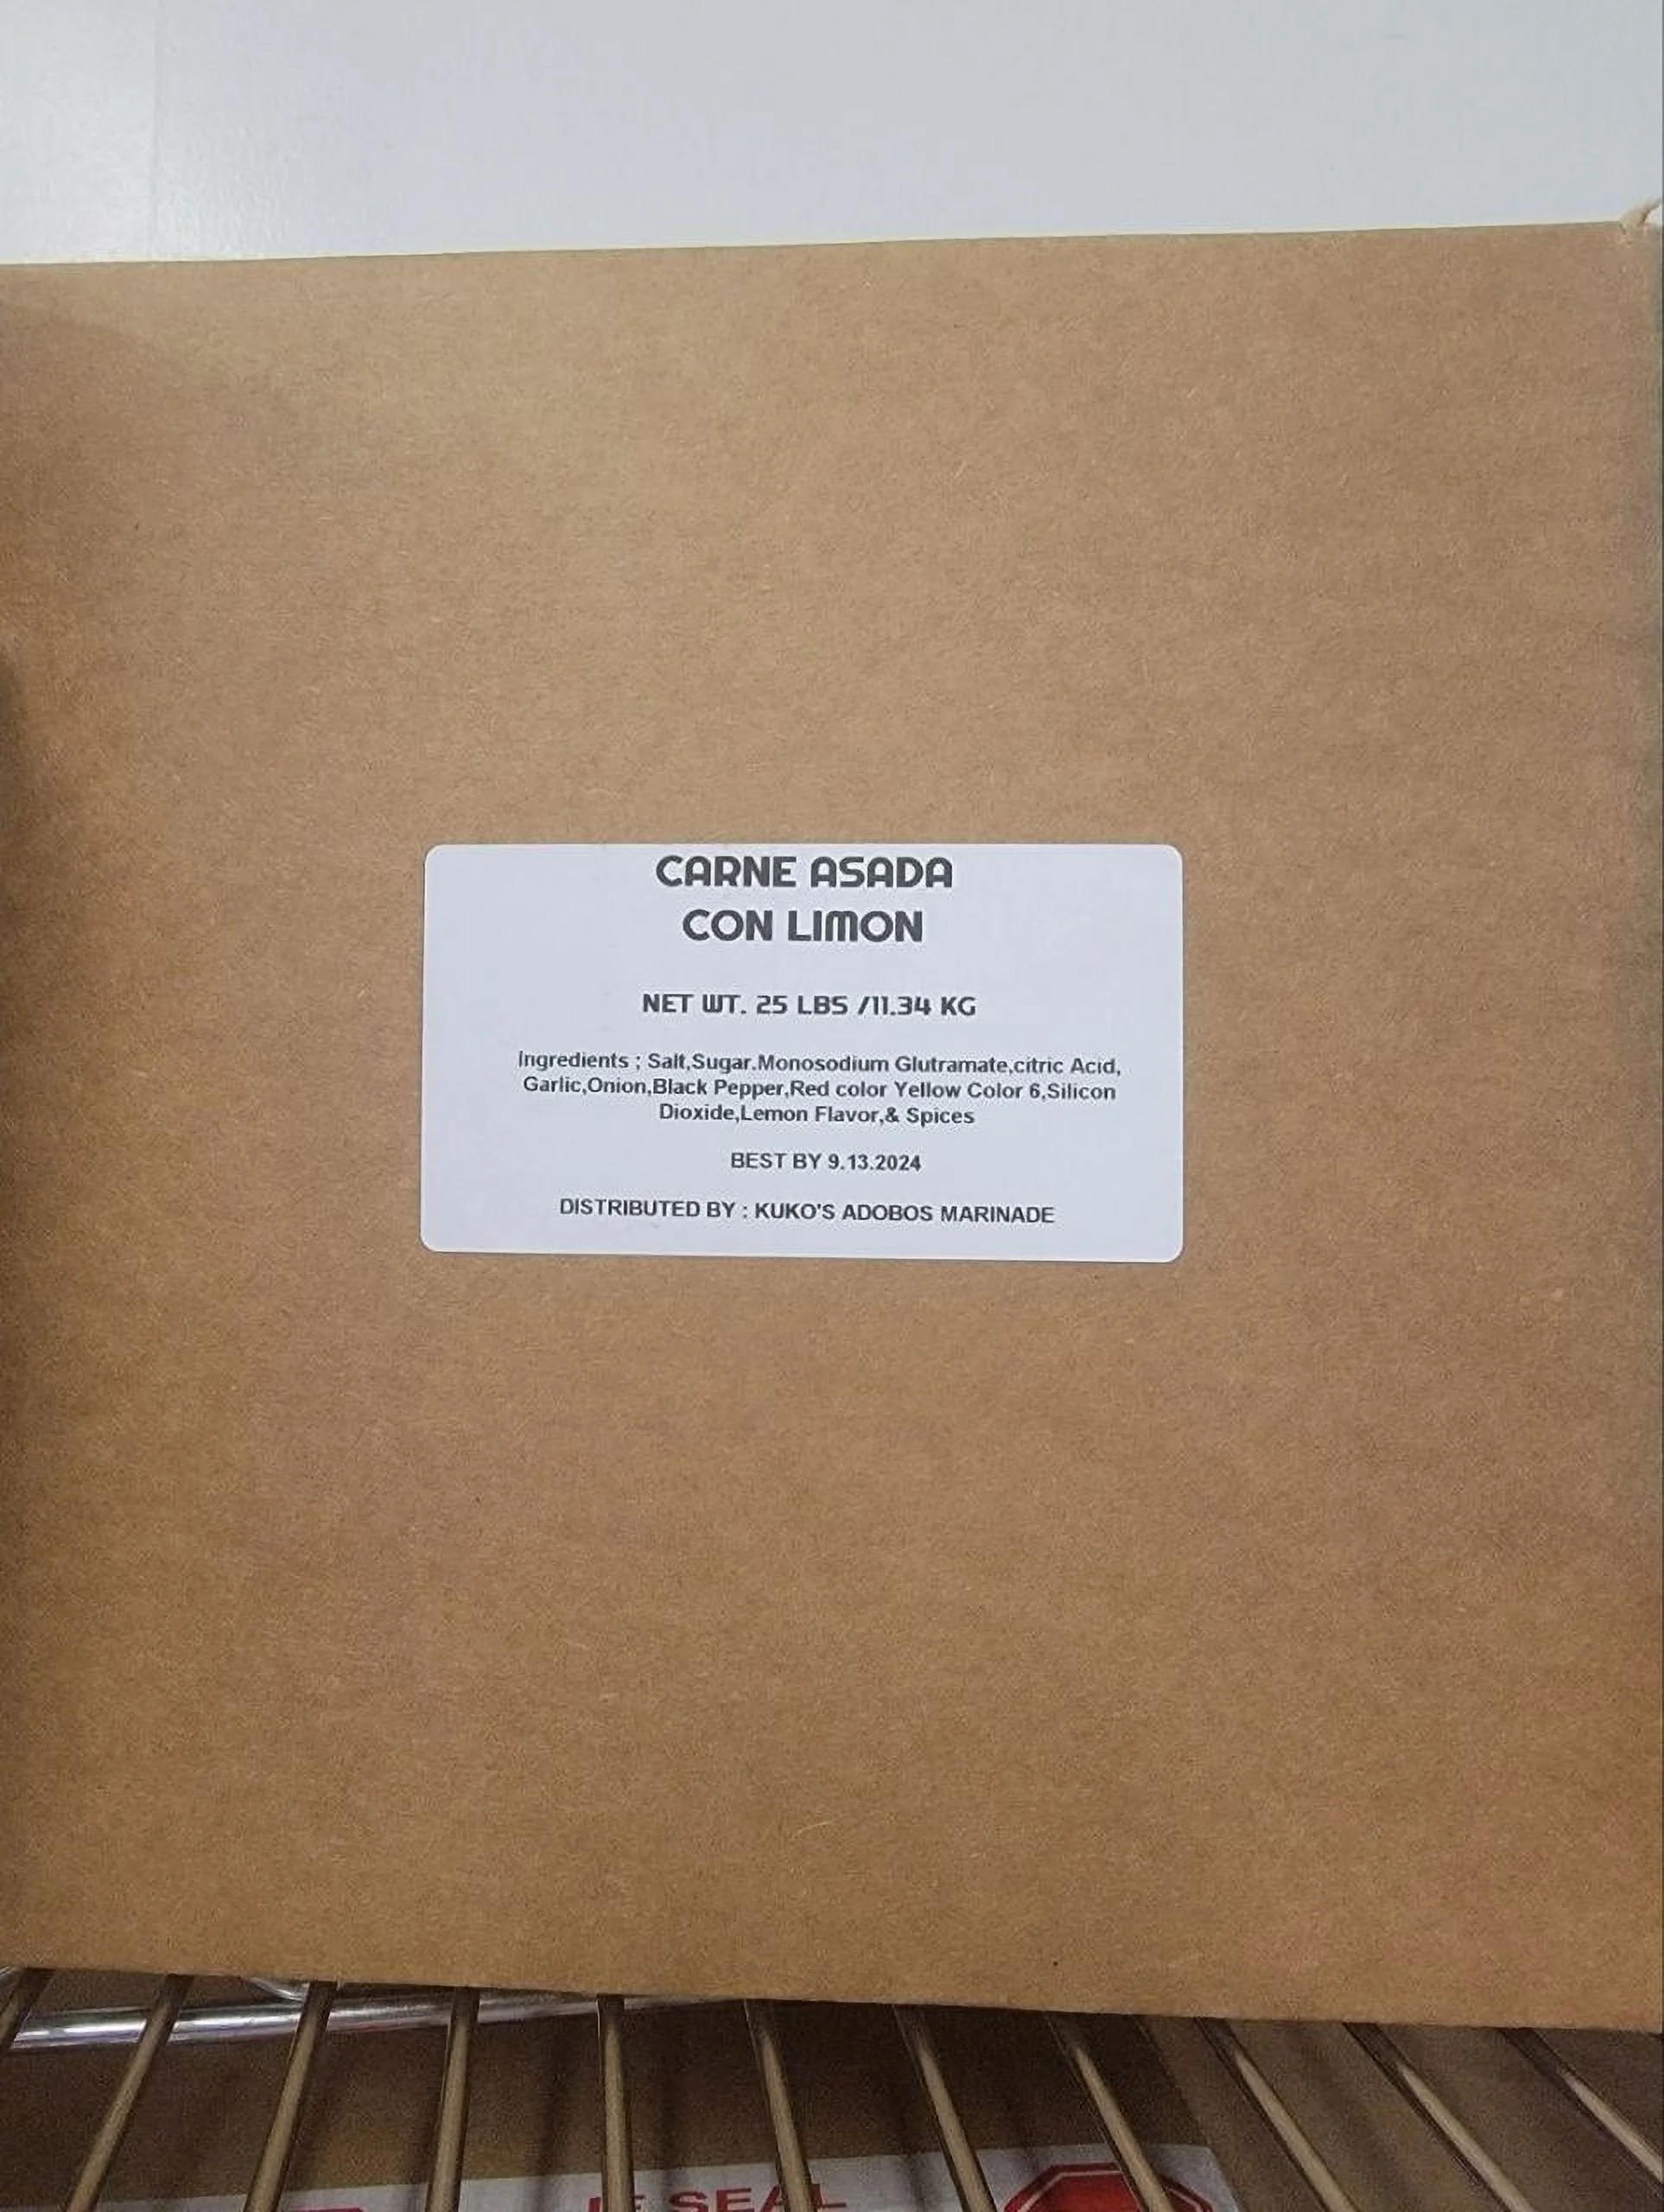 CARNE ASADA
CON LIMON
NET WT. 25 LBS /11.34 KG
Ingredients ; Salt,Sugar.Monosodium Glutramate,citric Acid,
Garlic,Onion,Black Pepper,Red color Yellow Color 6,Silicon
Dioxide,Lemon Flavor,& Spices
BEST BY 9.13.2024
DISTRIBUTED BY : KUKO'S ADOBOS MARINADE
IF SEAL